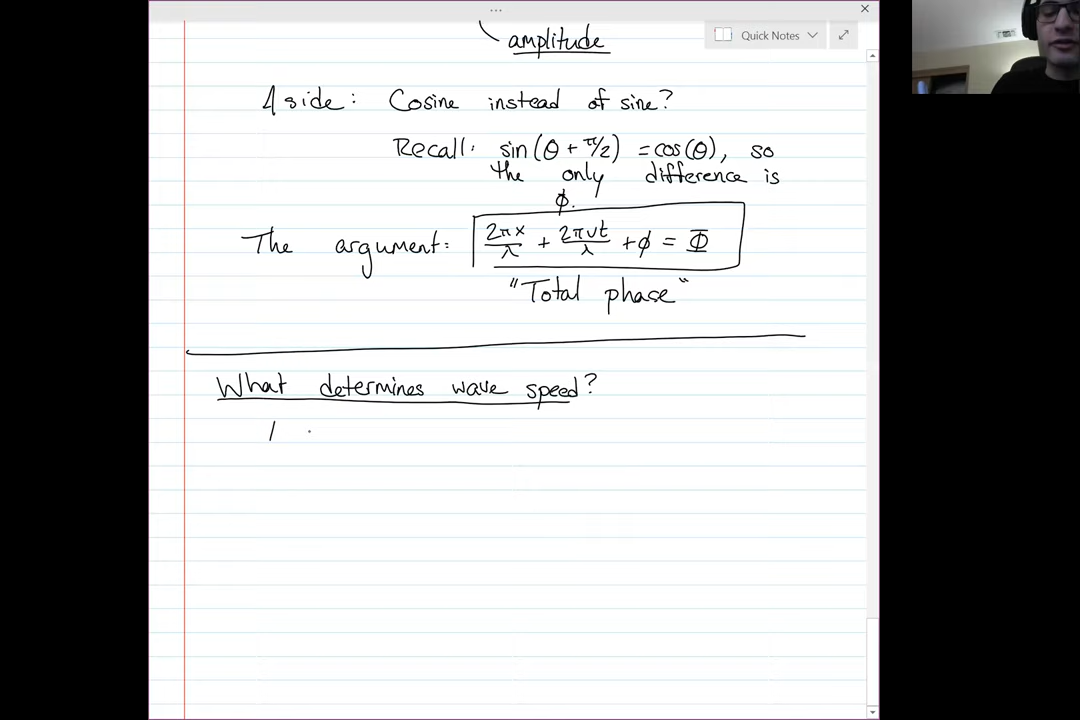 Quick Notes
amplitude
Aside: Cosine instead of sine?
Recall: sin(θ + π/2) = cos(θ), so
the only difference is
ϕ.
The argument: 2πx/λ + 2πvt/λ + ϕ = Φ
"Total phase"
What determines wave speed?